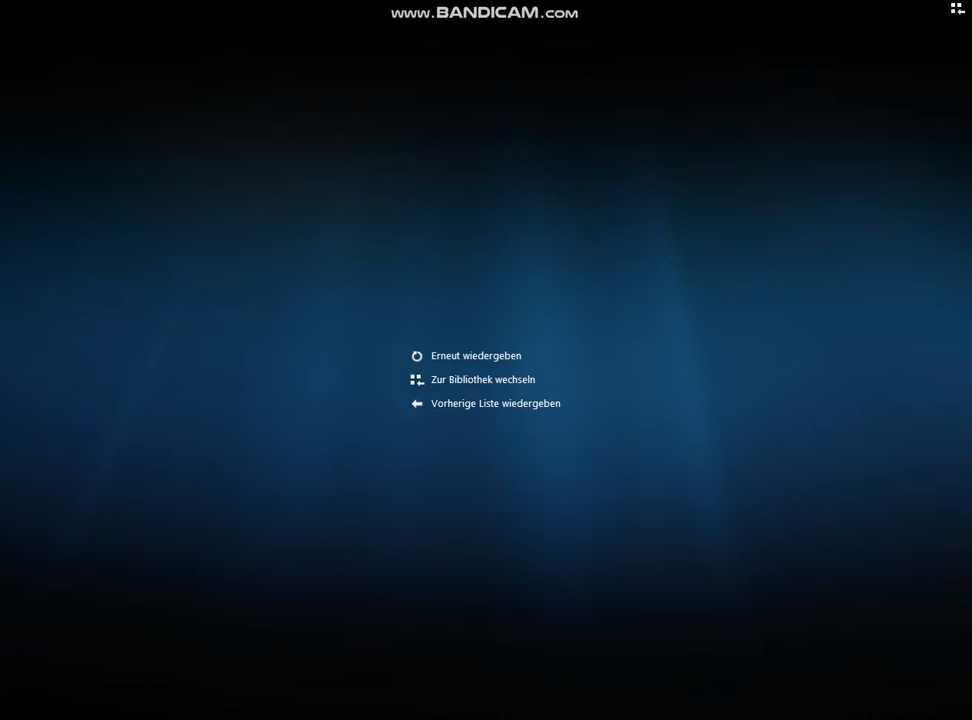 WWW.BANDICAM.COM
Erneut wiedergeben
Zur Bibliothek wechseln
Vorherige Liste wiedergeben